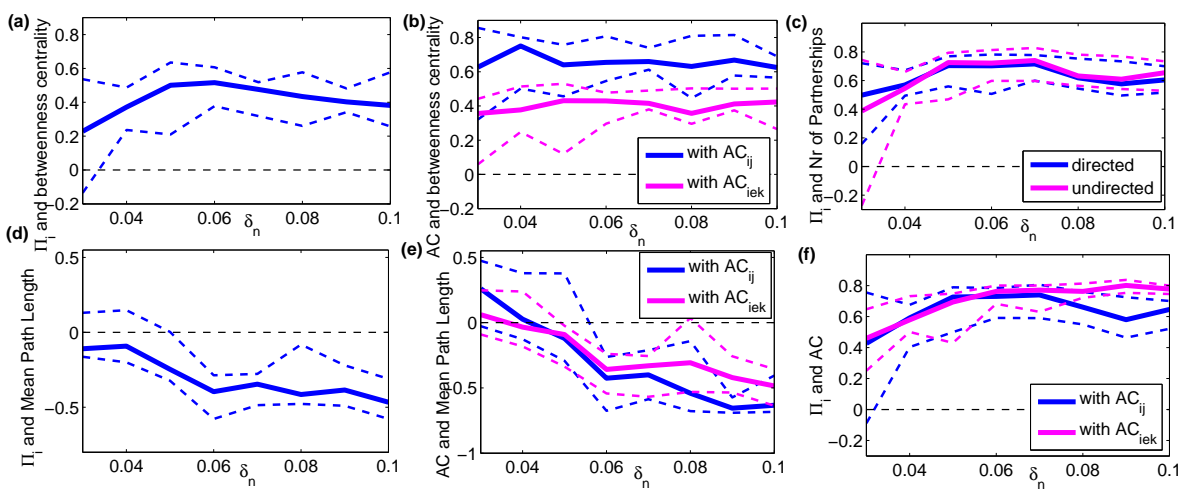 (a)
Π_i and betweenness centrality
0.8
0.6
0.4
0.2
0
−0.2
0.04
0.06
0.08
0.1
δ_n
(b)
AC and betweenness centrality
0.8
0.6
0.4
0.2
0
−0.2
0.04
0.06
0.08
0.1
δ_n
with AC_ij
with AC_iek
(c)
Π_i and Nr of Partnerships
0.8
0.6
0.4
0.2
0
−0.2
0.04
0.06
0.08
0.1
δ_n
directed
undirected
(d)
Π_i and Mean Path Length
0.5
0
−0.5
0.04
0.06
0.08
0.1
δ_n
(e)
AC and Mean Path Length
0.5
0
−0.5
−1
0.04
0.06
0.08
0.1
δ_n
with AC_ij
with AC_iek
(f)
Π_i and AC
0.8
0.6
0.4
0.2
0
−0.2
0.04
0.06
0.08
0.1
δ_n
with AC_ij
with AC_iek